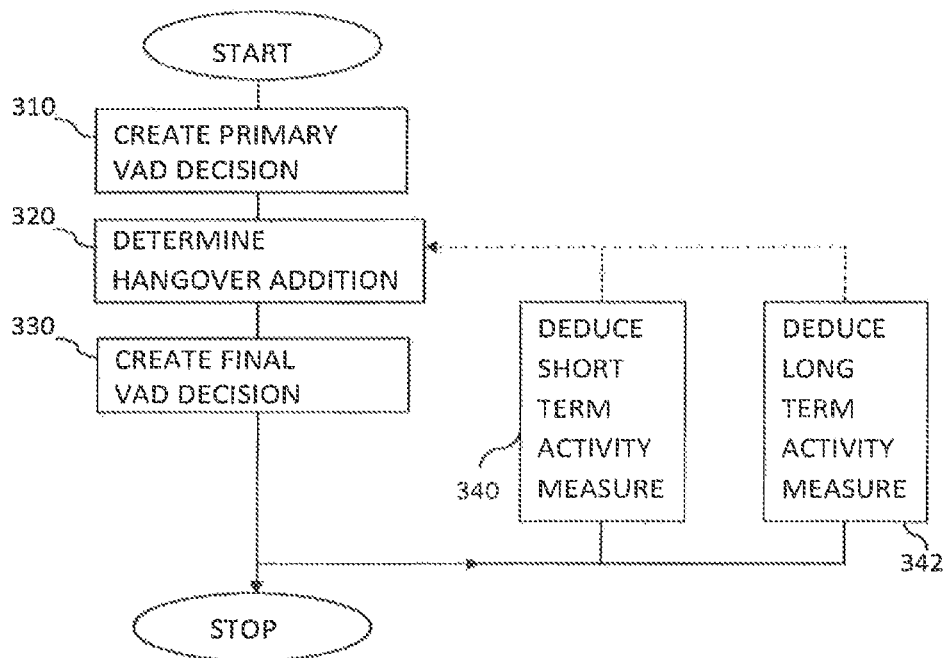 START
310
CREATE PRIMARY
VAD DECISION
320
DETERMINE
HANGOVER ADDITION
330
CREATE FINAL
VAD DECISION
DEDUCE
SHORT
TERM
ACTIVITY
MEASURE
340
DEDUCE
LONG
TERM
ACTIVITY
MEASURE
342
STOP